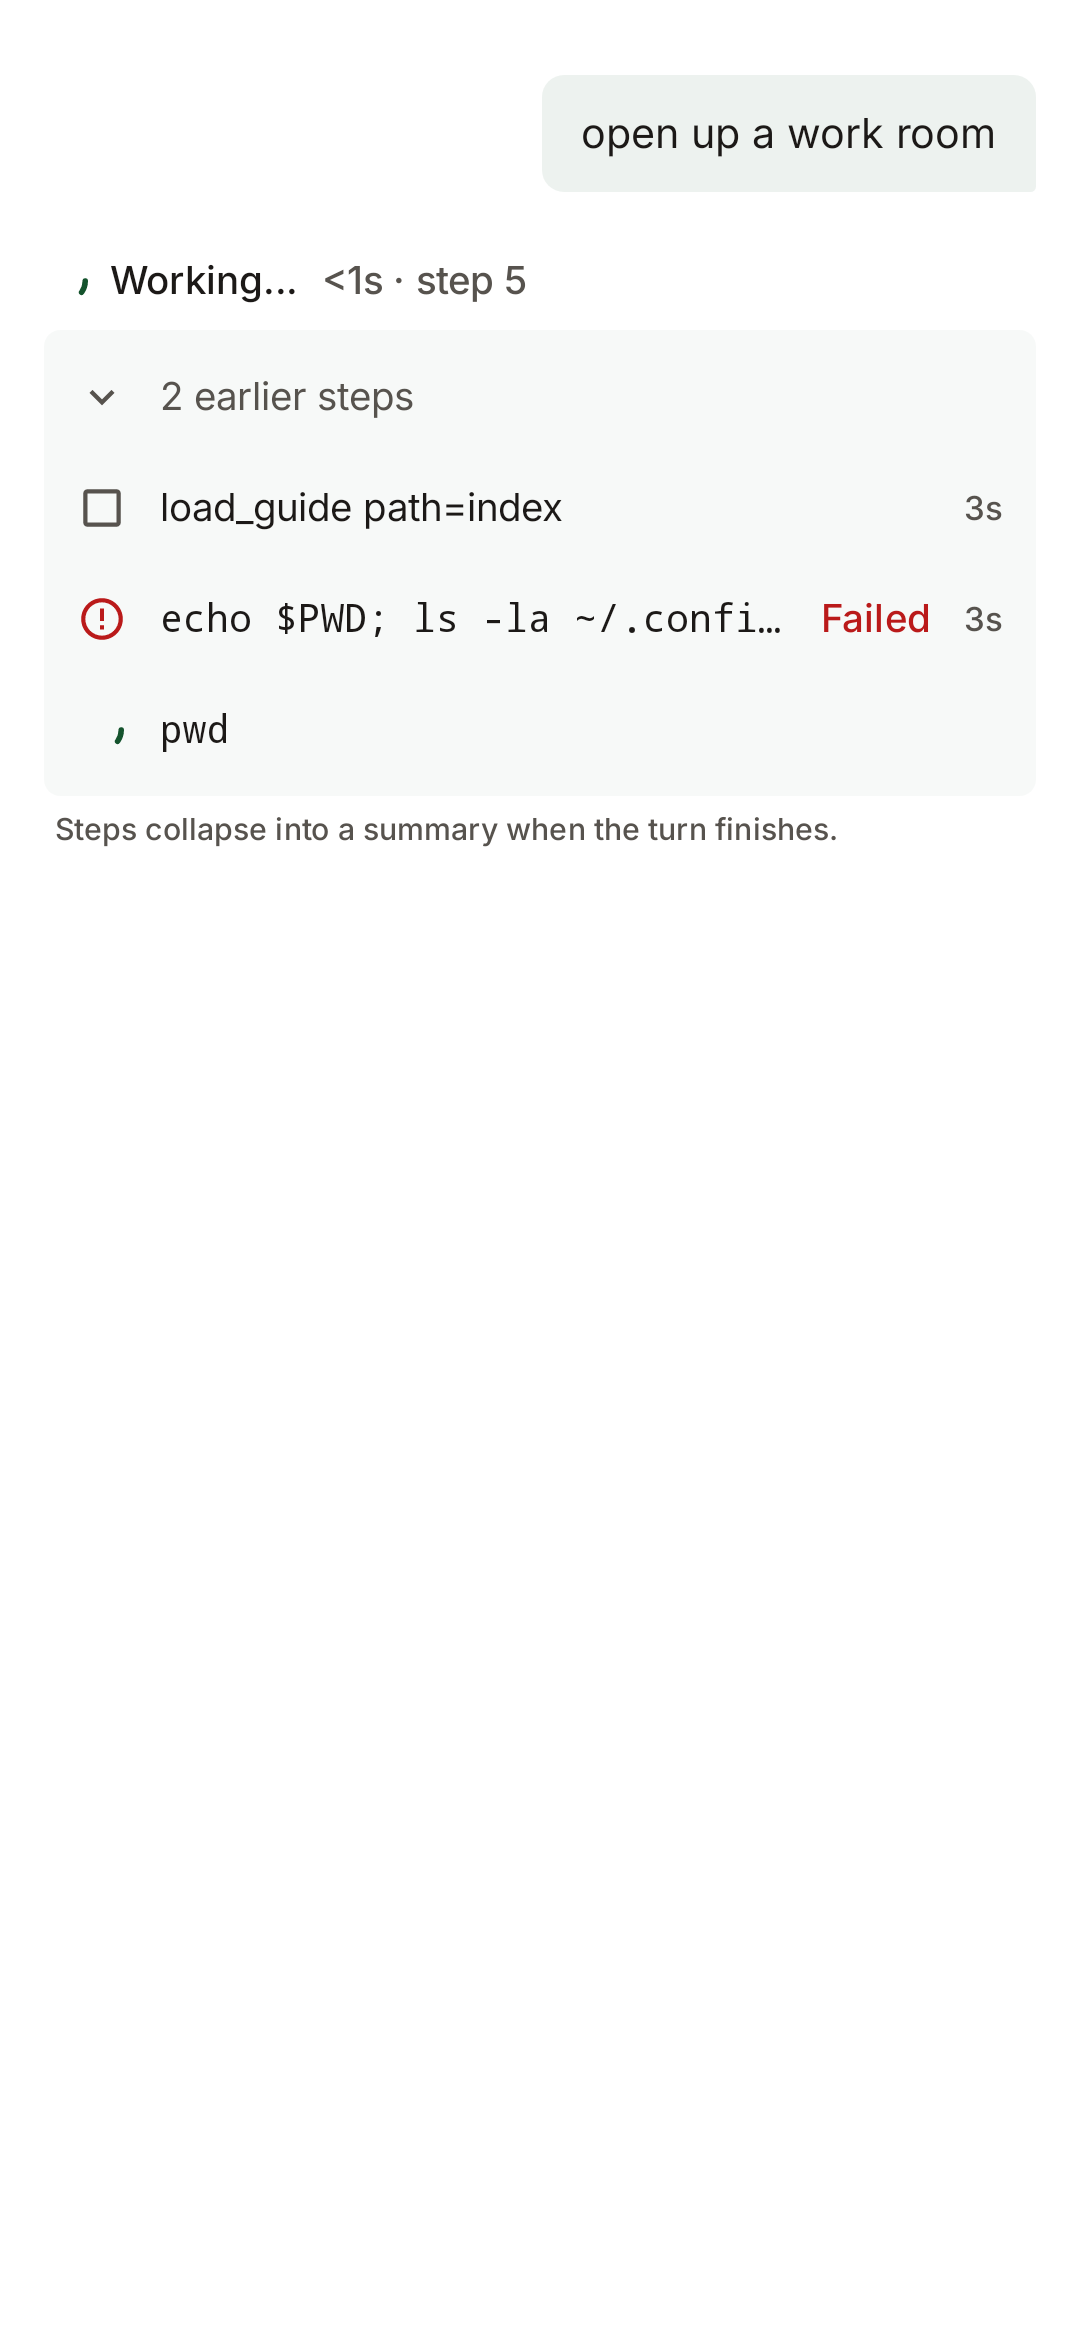 open up a work room
Working... <1s · step 5
2 earlier steps
load_guide path=index 3s
echo $PWD; ls -la ~/.confi… Failed 3s
pwd
Steps collapse into a summary when the turn finishes.